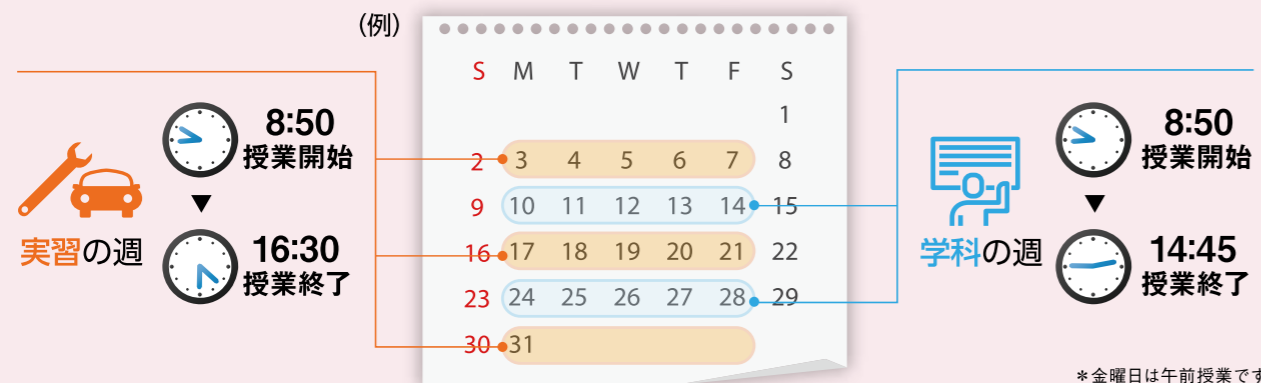 (例)
S M T W T F S
1
2 3 4 5 6 7 8
9 10 11 12 13 14 15
16 17 18 19 20 21 22
23 24 25 26 27 28 29
30 31
実習の週
8:50
授業開始
▼
16:30
授業終了
学科の週
8:50
授業開始
▼
14:45
授業終了
*金曜日は午前授業です